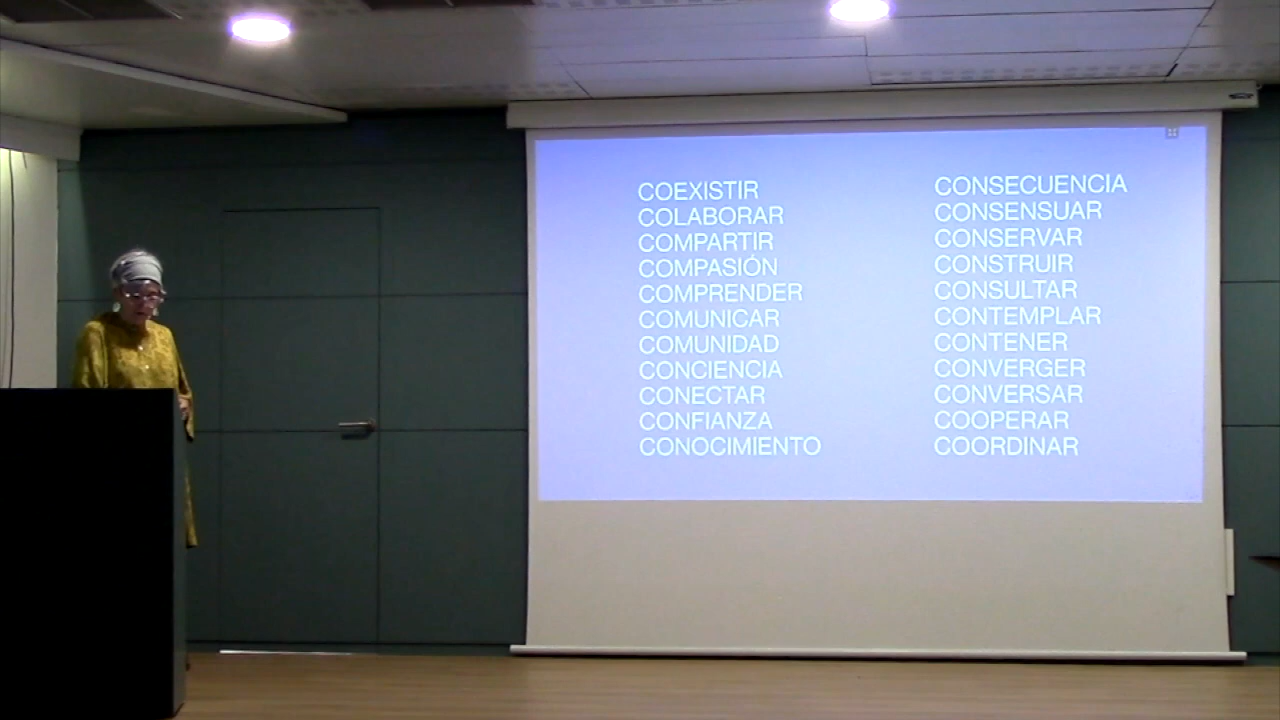 COEXISTIR
COLABORAR
COMPARTIR
COMPASIÓN
COMPRENDER
COMUNICAR
COMUNIDAD
CONCIENCIA
CONECTAR
CONFIANZA
CONOCIMIENTO
CONSECUENCIA
CONSENSUAR
CONSERVAR
CONSTRUIR
CONSULTAR
CONTEMPLAR
CONTENER
CONVERGER
CONVERSAR
COOPERAR
COORDINAR